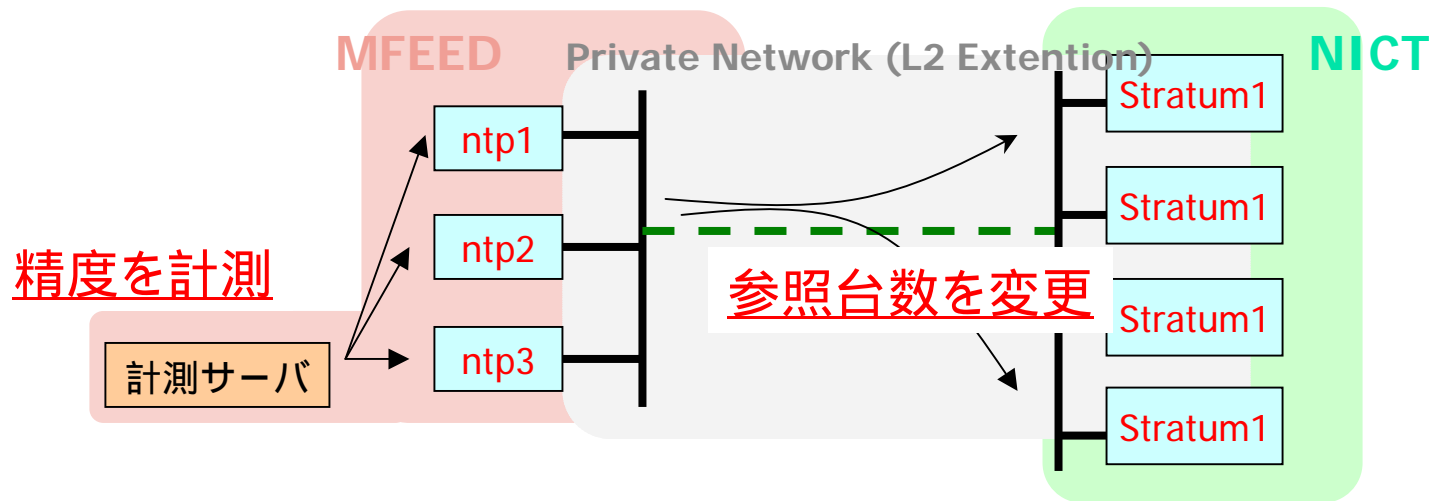 MFEED
Private Network (L2 Extention)
NICT
ntp1
ntp2
ntp3
精度を計測
計測サーバ
参照台数を変更
Stratum1
Stratum1
Stratum1
Stratum1